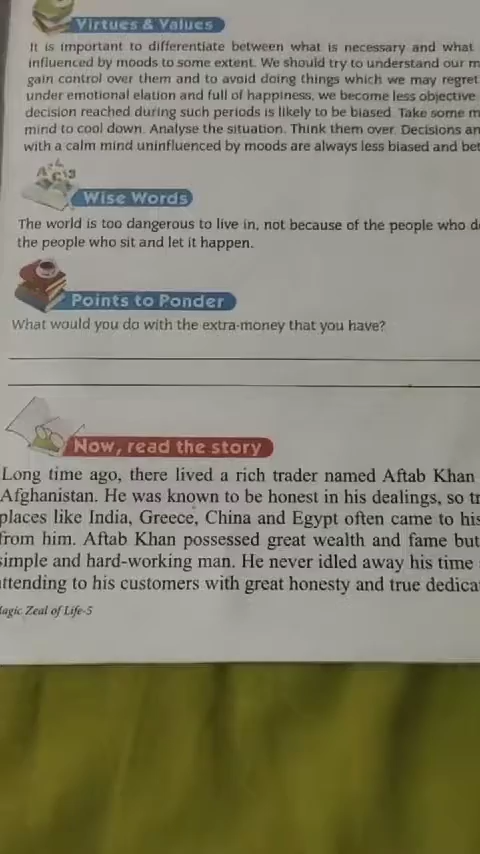 Virtues & Values
It is important to differentiate between what is necessary and what
influenced by moods to some extent. We should try to understand our
gain control over them and to avoid doing things which we may regret
under emotional elation and full of happiness, we become less objective
decision reached during such periods is likely to be biased. Take some
mind to cool down. Analyse the situation. Think them over. Decisions
with a calm mind uninfluenced by moods are always less biased and
Wise Words
The world is too dangerous to live in, not because of the people who
the people who sit and let it happen.
Points to Ponder
What would you do with the extra-money that you have?
Now, read the story
Long time ago, there lived a rich trader named Aftab Khan
Afghanistan. He was known to be honest in his dealings, so
places like India, Greece, China and Egypt often came to his
from him. Aftab Khan possessed great wealth and fame but
simple and hard-working man. He never idled away his time
attending to his customers with great honesty and true
Magic Zeal of Life-5